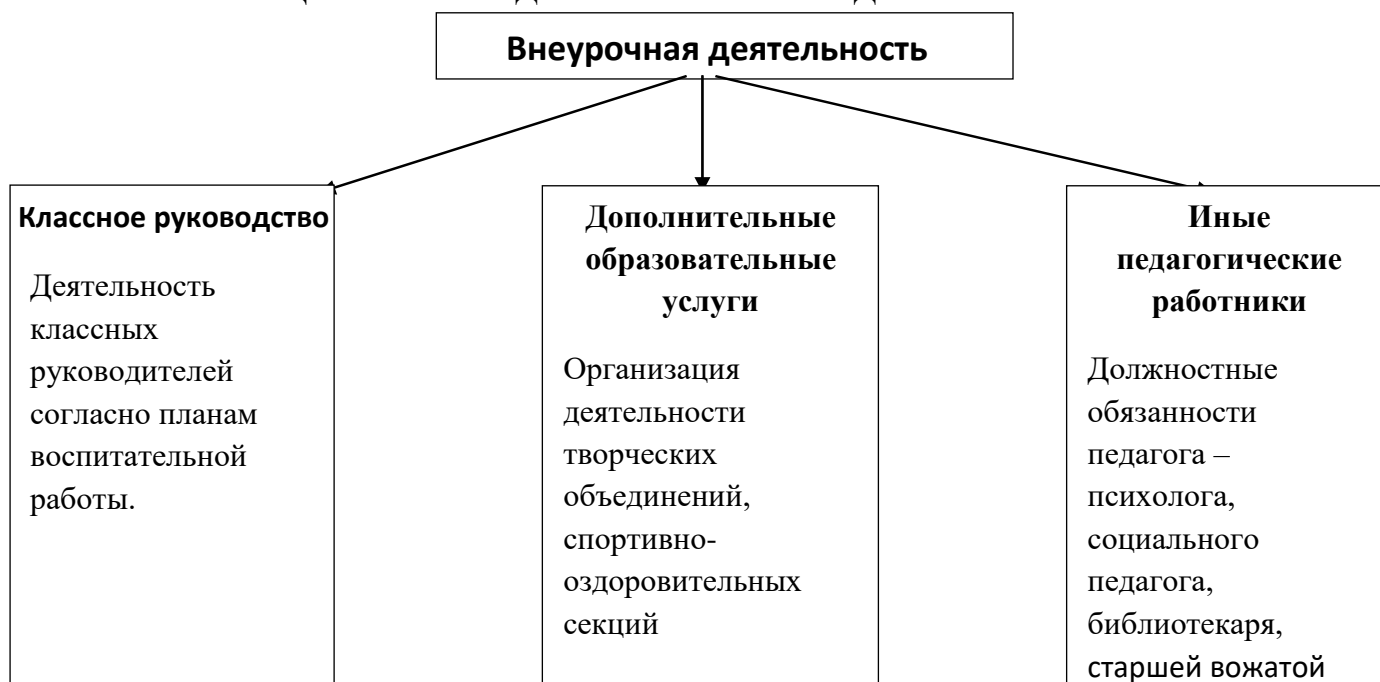 Внеурочная деятельность
Классное руководство
Деятельность
классных
руководителей
согласно планам
воспитательной
работы.
Дополнительные
образовательные
услуги
Организация
деятельности
творческих
объединений,
спортивно-
оздоровительных
секций
Иные
педагогические
работники
Должностные
обязанности
педагога –
психолога,
социального
педагога,
библиотекаря,
старшей вожатой